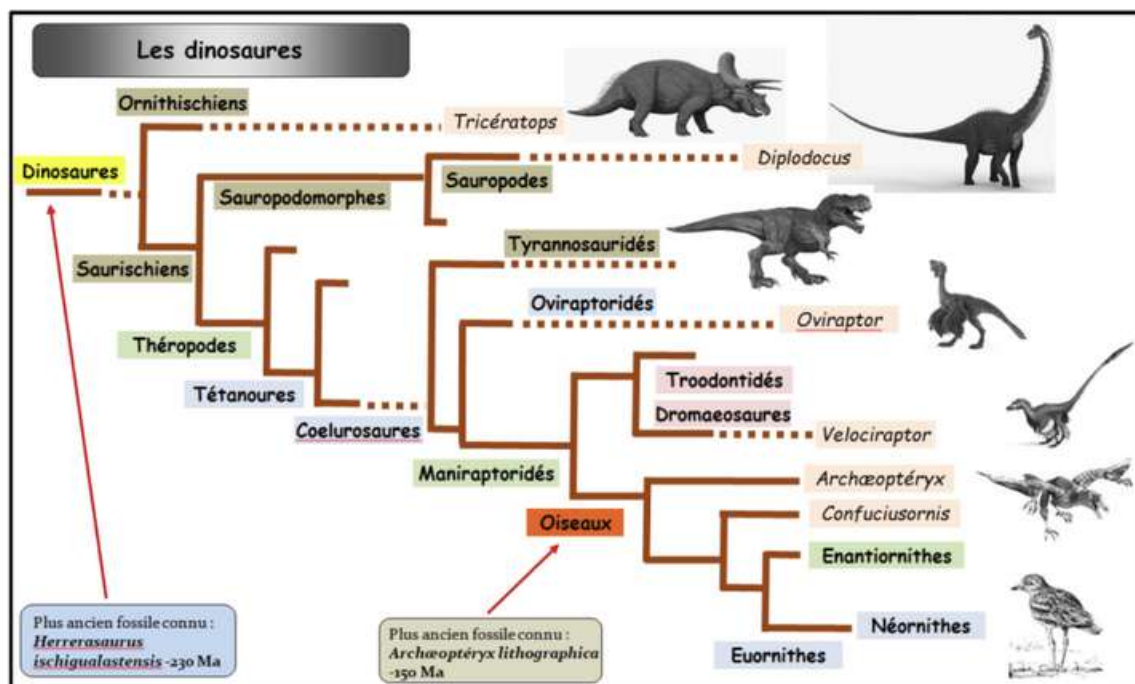 Les dinosaures
Ornithischiens
Tricératops
Diplodocus
Dinosaures
Sauropodes
Sauropodomorphes
Tyrannosauridés
Saurischiens
Oviraptoridés
Oviraptor
Théropodes
Troodontidés
Tétanoures
Dromaeosaures
Coelurosaures
Velociraptor
Maniraptoridés
Archæoptéryx
Confuciusornis
Oiseaux
Enantiornithes
Néornithes
Euornithes
Plus ancien fossile connu :
Herrerasaurus
ischigualastensis -230 Ma
Plus ancien fossile connu :
Archæoptéryx lithographica
-150 Ma